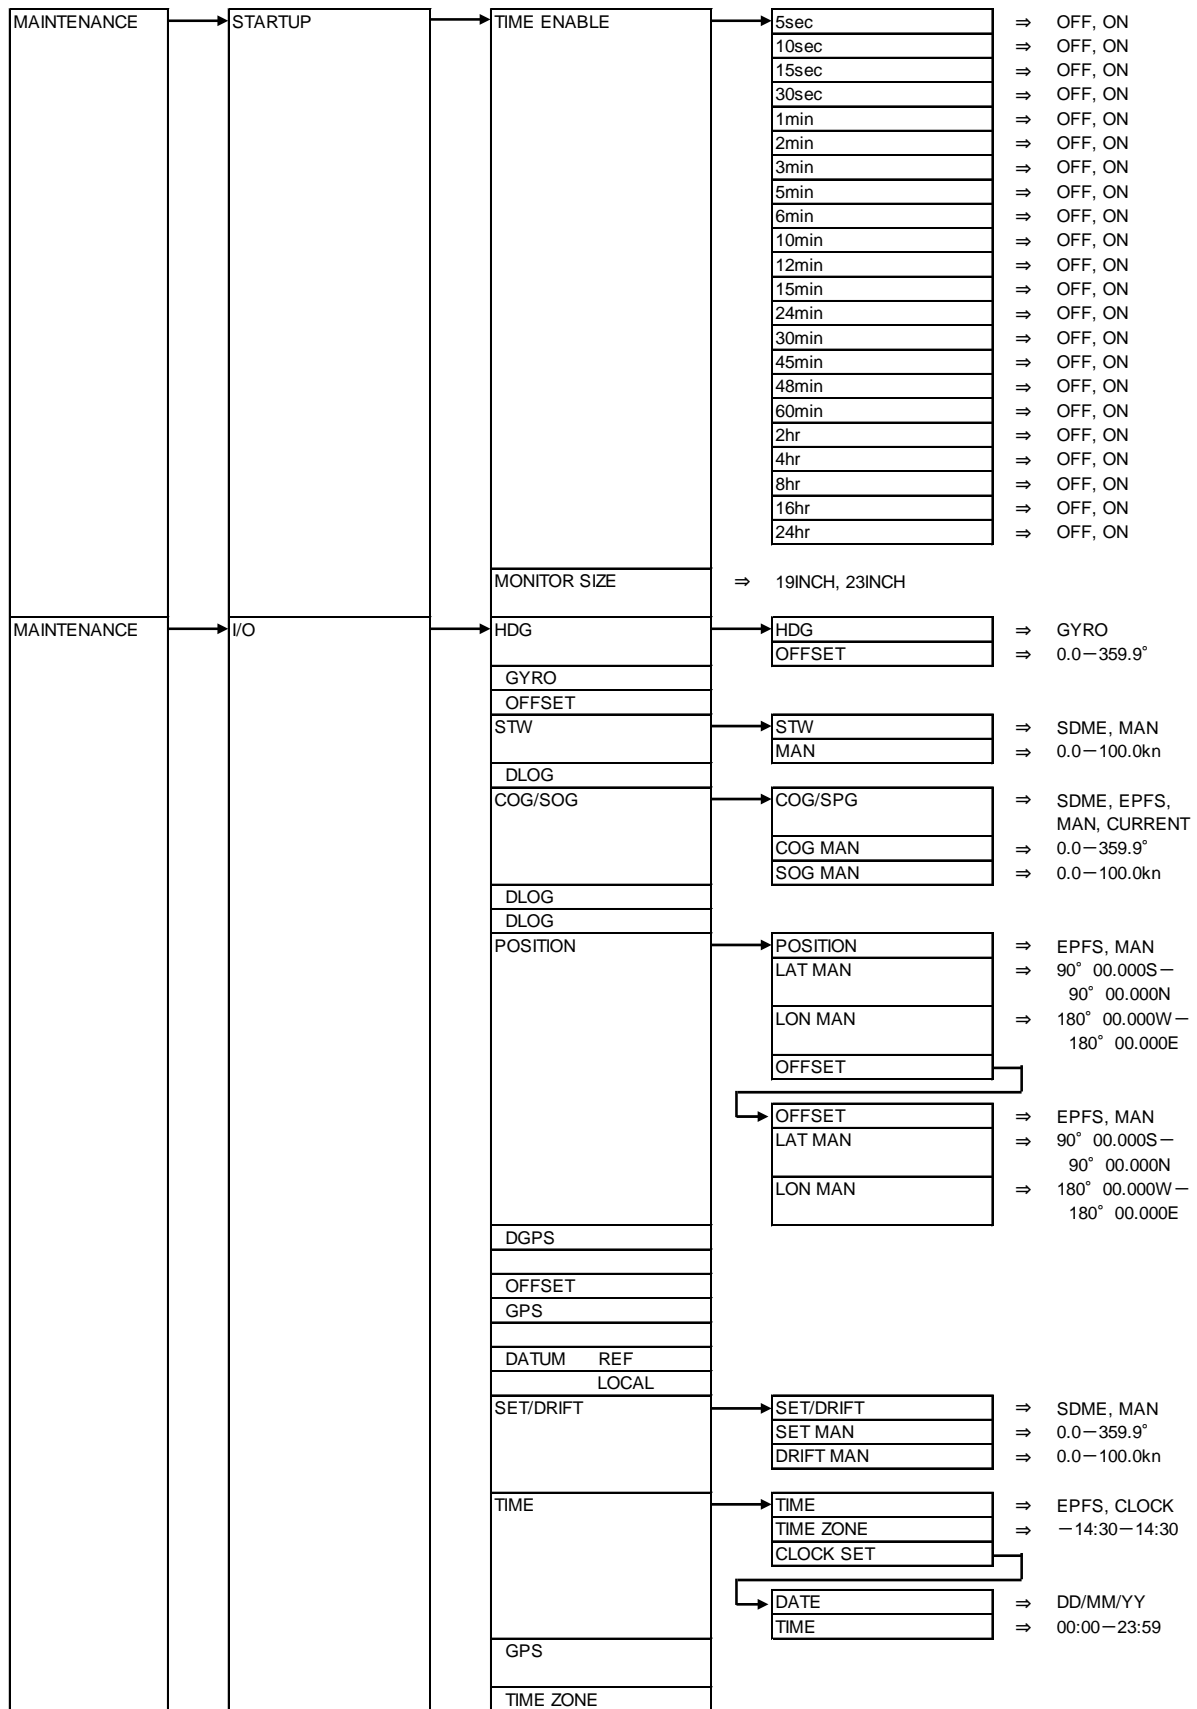 MAINTENANCE STARTUP TIME ENABLE 5sec ⇒ OFF, ON
10sec ⇒ OFF, ON
15sec ⇒ OFF, ON
30sec ⇒ OFF, ON
1min ⇒ OFF, ON
2min ⇒ OFF, ON
3min ⇒ OFF, ON
5min ⇒ OFF, ON
6min ⇒ OFF, ON
10min ⇒ OFF, ON
12min ⇒ OFF, ON
15min ⇒ OFF, ON
24min ⇒ OFF, ON
30min ⇒ OFF, ON
45min ⇒ OFF, ON
48min ⇒ OFF, ON
60min ⇒ OFF, ON
2hr ⇒ OFF, ON
4hr ⇒ OFF, ON
8hr ⇒ OFF, ON
16hr ⇒ OFF, ON
24hr ⇒ OFF, ON
MONITOR SIZE ⇒ 19INCH, 23INCH
MAINTENANCE I/O HDG HDG ⇒ GYRO
OFFSET ⇒ 0.0－359.9°
GYRO
OFFSET
STW STW ⇒ SDME, MAN
MAN ⇒ 0.0－100.0kn
DLOG
COG/SOG COG/SPG ⇒ SDME, EPFS,
MAN, CURRENT
COG MAN ⇒ 0.0－359.9°
SOG MAN ⇒ 0.0－100.0kn
DLOG
DLOG
POSITION POSITION ⇒ EPFS, MAN
LAT MAN ⇒ 90° 00.000S－
90° 00.000N
LON MAN ⇒ 180° 00.000W－
180° 00.000E
OFFSET
OFFSET ⇒ EPFS, MAN
LAT MAN ⇒ 90° 00.000S－
90° 00.000N
LON MAN ⇒ 180° 00.000W－
180° 00.000E
DGPS
OFFSET
GPS
DATUM REF
LOCAL
SET/DRIFT SET/DRIFT ⇒ SDME, MAN
SET MAN ⇒ 0.0－359.9°
DRIFT MAN ⇒ 0.0－100.0kn
TIME TIME ⇒ EPFS, CLOCK
TIME ZONE ⇒ －14:30－14:30
CLOCK SET
DATE ⇒ DD/MM/YY
TIME ⇒ 00:00－23:59
GPS
TIME ZONE